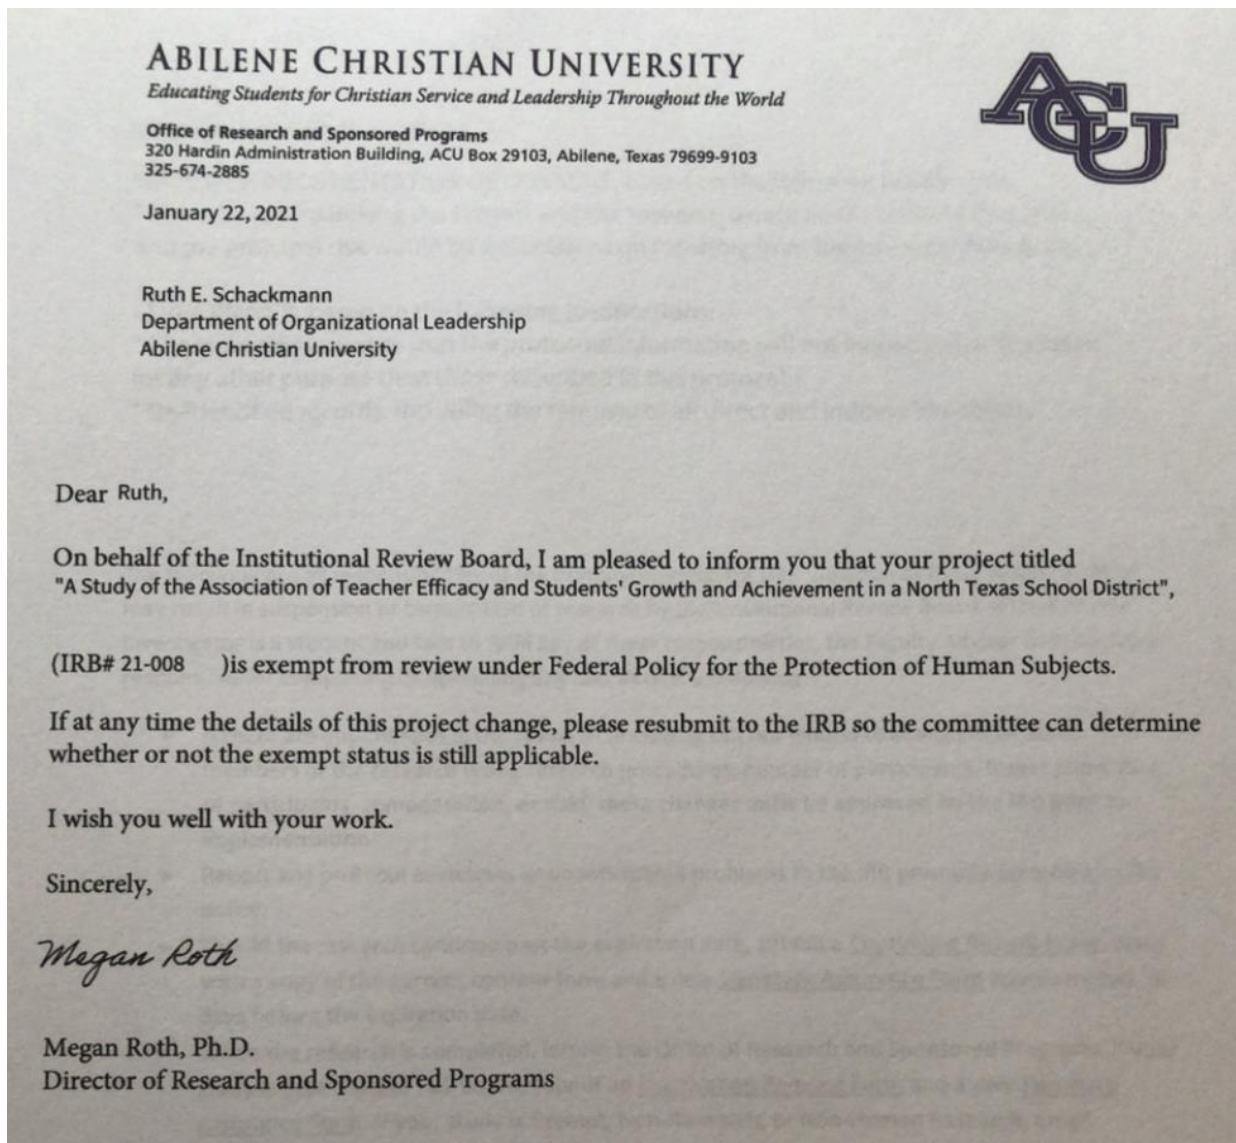 ABILENE CHRISTIAN UNIVERSITY
Educating Students for Christian Service and Leadership Throughout the World
ACU
Office of Research and Sponsored Programs
320 Hardin Administration Building, ACU Box 29103, Abilene, Texas 79699-9103
325-674-2885
January 22, 2021
Ruth E. Schackmann
Department of Organizational Leadership
Abilene Christian University
Dear Ruth,
On behalf of the Institutional Review Board, I am pleased to inform you that your project titled
"A Study of the Association of Teacher Efficacy and Students' Growth and Achievement in a North Texas School District",
(IRB# 21-008 )is exempt from review under Federal Policy for the Protection of Human Subjects.
If at any time the details of this project change, please resubmit to the IRB so the committee can determine
whether or not the exempt status is still applicable.
I wish you well with your work.
Sincerely,
Megan Roth
Megan Roth, Ph.D.
Director of Research and Sponsored Programs